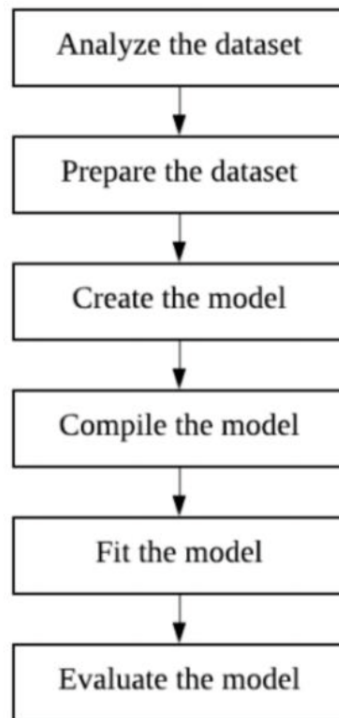 Analyze the dataset
Prepare the dataset
Create the model
Compile the model
Fit the model
Evaluate the model